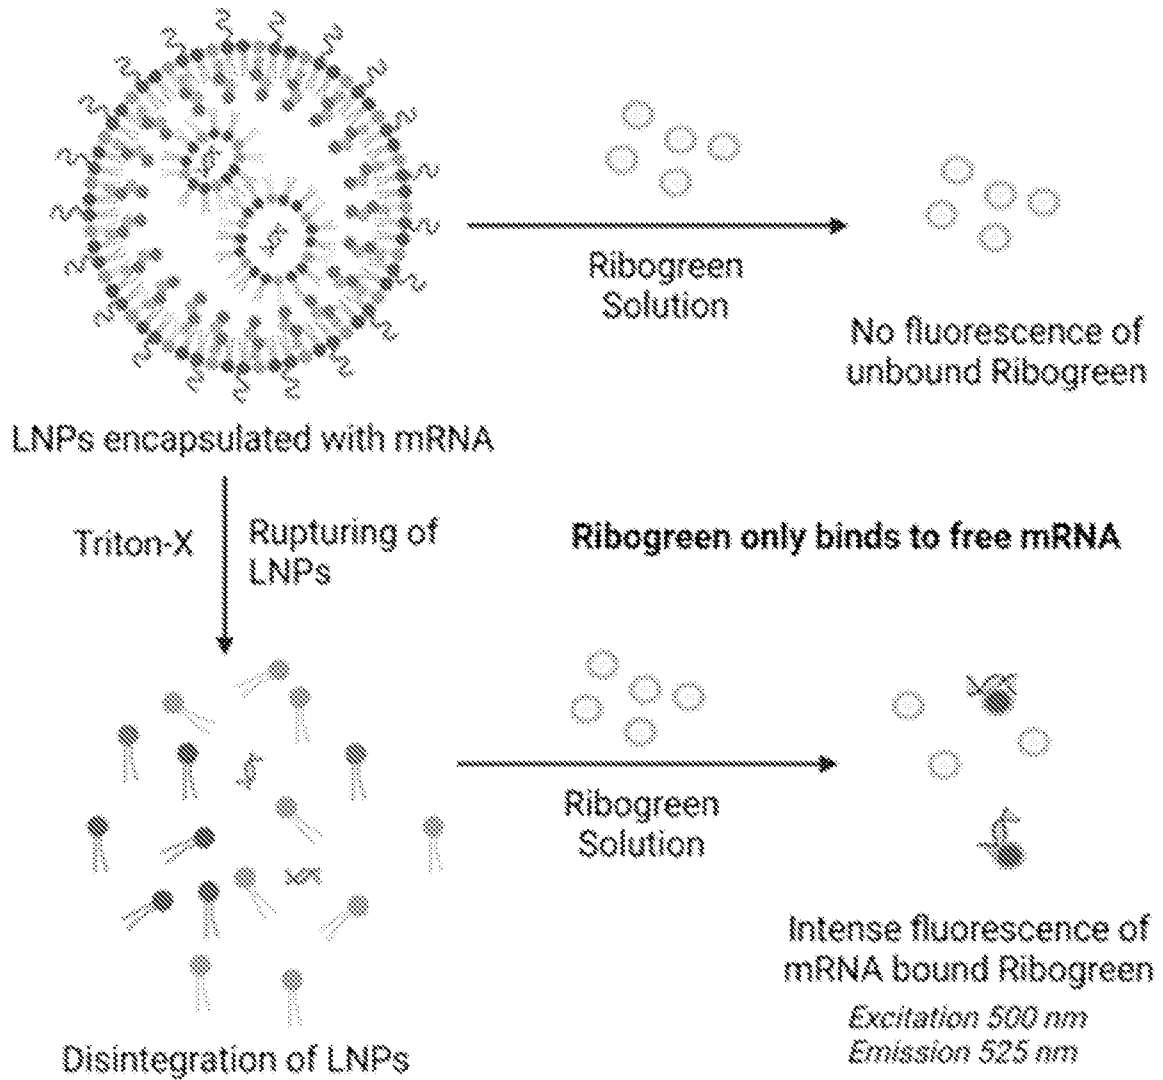 Ribogreen
Solution
No fluorescence of
unbound Ribogreen
LNPs encapsulated with mRNA
Triton-X
Rupturing of
LNPs
Ribogreen only binds to free mRNA
Ribogreen
Solution
Intense fluorescence of
mRNA bound Ribogreen
Excitation 500 nm
Emission 525 nm
Disintegration of LNPs